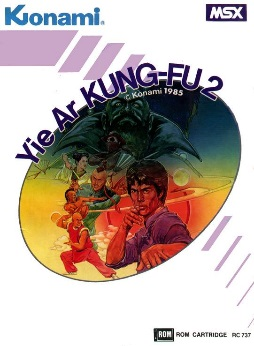 Konami®
MSX
Yie Ar KUNG-FU 2
© Konami 1985
ROM ROM CARTRIDGE RC 737